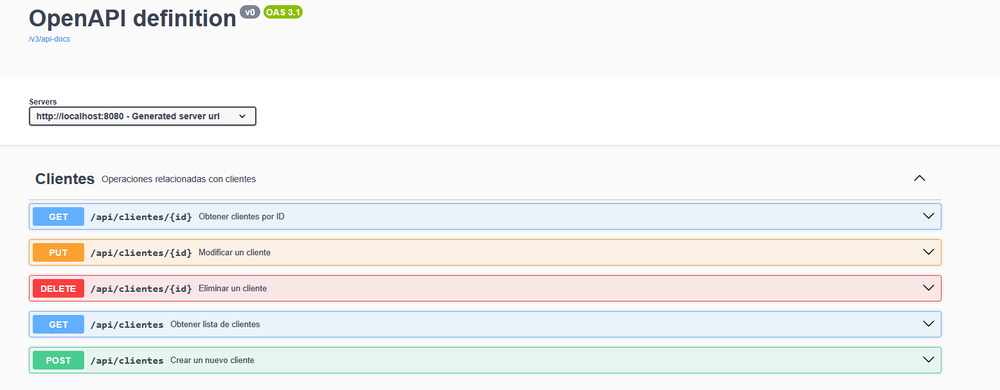 OpenAPI definition v0 OAS 3.1
/v3/api-docs
Servers
http://localhost:8080 - Generated server url
Clientes Operaciones relacionadas con clientes
GET /api/clientes/{id} Obtener clientes por ID
PUT /api/clientes/{id} Modificar un cliente
DELETE /api/clientes/{id} Eliminar un cliente
GET /api/clientes Obtener lista de clientes
POST /api/clientes Crear un nuevo cliente